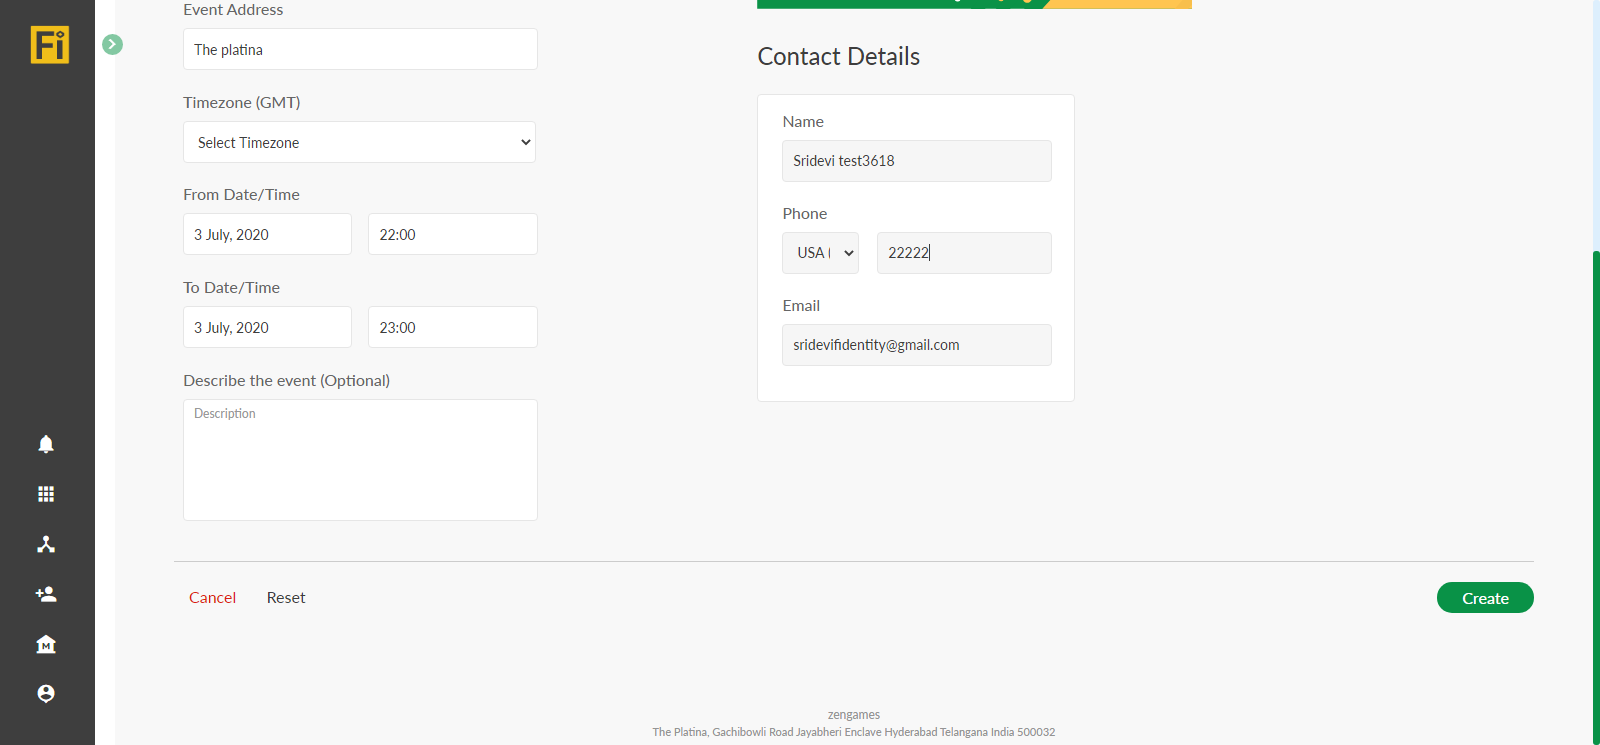 Fi
Event Address
The platina
Timezone (GMT)
Select Timezone
From Date/Time
3 July, 2020
22:00
To Date/Time
3 July, 2020
23:00
Describe the event (Optional)
Description
Contact Details
Name
Sridevi test3618
Phone
USA (
22222
Email
sridevifidentity@gmail.com
M
Cancel
Reset
Create
zengames
The Platina, Gachibowli Road Jayabheri Enclave Hyderabad Telangana India 500032